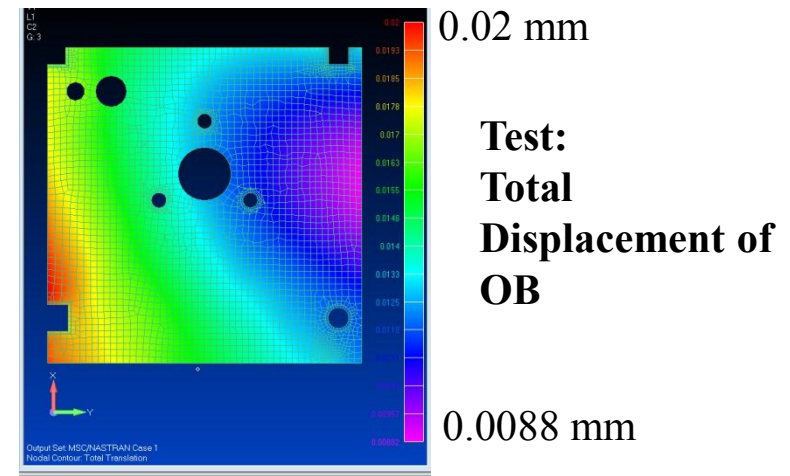 L1
C2
G: 3
0.02
0.0193
0.0185
0.0178
0.017
0.0163
0.0155
0.0148
0.014
0.0133
0.0125
X
Y
Output Set: MSC/NASTRAN Case 1
Nodal Contour: Total Translation
0.02 mm
Test:
Total
Displacement of
OB
0.0088 mm